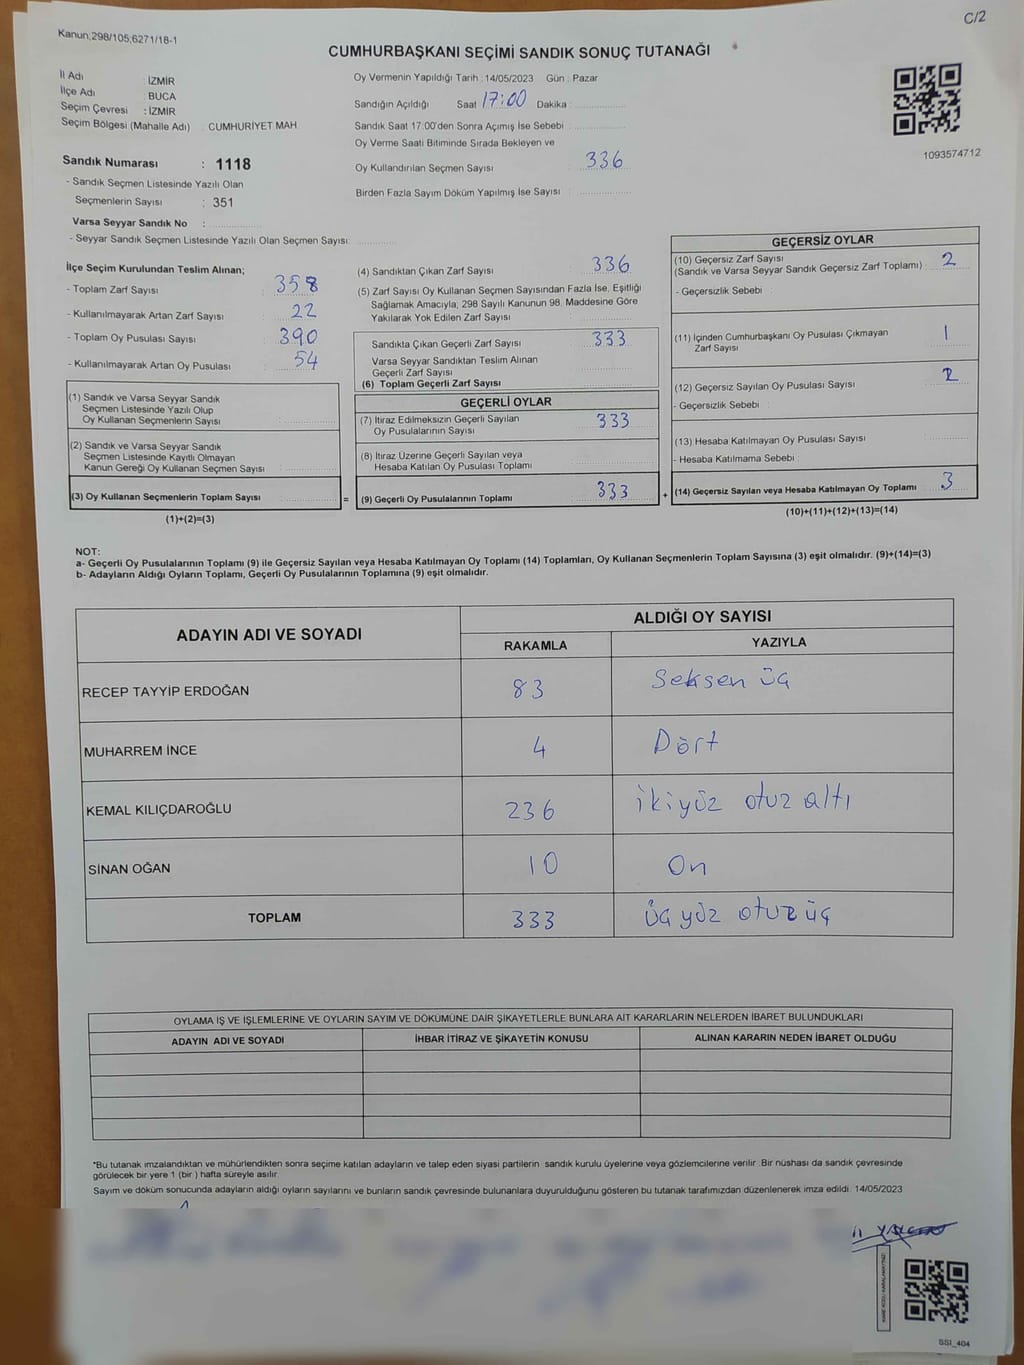 C/2
Kanun;298/105;6271/18-1
CUMHURBAŞKANI SEÇİMİ SANDIK SONUÇ TUTANAĞI
İl Adı : İZMİR
İlçe Adı : BUCA
Seçim Çevresi : İZMİR
Seçim Bölgesi (Mahalle Adı) : CUMHURİYET MAH.
Oy Vermenin Yapıldığı Tarih : 14/05/2023 Gün : Pazar
Sandığın Açıldığı Saat 17:00 Dakika :
Sandık Saat 17:00'den Sonra Açımış İse Sebebi :
Oy Verme Saati Bitiminde Sırada Bekleyen ve
Oy Kullandırılan Seçmen Sayısı : 336
Birden Fazla Sayım Döküm Yapılmış İse Sayısı :
1093574712
Sandık Numarası : 1118
- Sandık Seçmen Listesinde Yazılı Olan
Seçmenlerin Sayısı : 351
Varsa Seyyar Sandık No :
- Seyyar Sandık Seçmen Listesinde Yazılı Olan Seçmen Sayısı:
İlçe Seçim Kurulundan Teslim Alınan;
- Toplam Zarf Sayısı : 358
- Kullanılmayarak Artan Zarf Sayısı : 22
- Toplam Oy Pusulası Sayısı : 390
- Kullanılmayarak Artan Oy Pusulası : 54
(1) Sandık ve Varsa Seyyar Sandık
Seçmen Listesinde Yazılı Olup
Oy Kullanan Seçmenlerin Sayısı :
(2) Sandık ve Varsa Seyyar Sandık
Seçmen Listesinde Kayıtlı Olmayan
Kanun Gereği Oy Kullanan Seçmen Sayısı :
(3) Oy Kullanan Seçmenlerin Toplam Sayısı :
=
(1)+(2)=(3)
(4) Sandıktan Çıkan Zarf Sayısı : 336
(5) Zarf Sayısı Oy Kullanan Seçmen Sayısından Fazla İse, Eşitliği
Sağlamak Amacıyla; 298 Sayılı Kanunun 98. Maddesine Göre
Yakılarak Yok Edilen Zarf Sayısı :
Sandıkta Çıkan Geçerli Zarf Sayısı : 333
Varsa Seyyar Sandıktan Teslim Alınan
Geçerli Zarf Sayısı :
(6) Toplam Geçerli Zarf Sayısı :
GEÇERLİ OYLAR
(7) İtiraz Edilmeksizin Geçerli Sayılan
Oy Pusulalarının Sayısı : 333
(8) İtiraz Üzerine Geçerli Sayılan veya
Hesaba Katılan Oy Pusulası Toplamı :
(9) Geçerli Oy Pusulalarının Toplamı : 333
+
GEÇERSİZ OYLAR
(10) Geçersiz Zarf Sayısı
(Sandık ve Varsa Seyyar Sandık Geçersiz Zarf Toplamı) : 2
- Geçersizlik Sebebi :
(11) İçinden Cumhurbaşkanı Oy Pusulası Çıkmayan
Zarf Sayısı : 1
(12) Geçersiz Sayılan Oy Pusulası Sayısı :
- Geçersizlik Sebebi :
(13) Hesaba Katılmayan Oy Pusulası Sayısı :
- Hesaba Katılmama Sebebi :
(14) Geçersiz Sayılan veya Hesaba Katılmayan Oy Toplamı : 3
(10)+(11)+(12)+(13)=(14)
NOT:
a- Geçerli Oy Pusulalarının Toplamı (9) ile Geçersiz Sayılan veya Hesaba Katılmayan Oy Toplamı (14) Toplamları, Oy Kullanan Seçmenlerin Toplam Sayısına (3) eşit olmalıdır. (9)+(14)=(3)
b- Adayların Aldığı Oyların Toplamı, Geçerli Oy Pusulalarının Toplamına (9) eşit olmalıdır.
ADAYIN ADI VE SOYADI
ALDIĞI OY SAYISI
RAKAMLA YAZIYLA
RECEP TAYYİP ERDOĞAN 83 Seksen üç
MUHARREM İNCE 4 Dört
KEMAL KILIÇDAROĞLU 236 ikiyüz otuz altı
SİNAN OĞAN 10 On
TOPLAM 333 üç yüz otuz üç
OYLAMA İŞ VE İŞLEMLERİNE VE OYLARIN SAYIM VE DÖKÜMÜNE DAİR ŞİKAYETLERLE BUNLARA AİT KARARLARIN NELERDEN İBARET BULUNDUKLARI
ADAYIN ADI VE SOYADI İHBAR İTİRAZ VE ŞİKAYETİN KONUSU ALINAN KARARIN NEDEN İBARET OLDUĞU
*Bu tutanak imzalandıktan ve mühürlendikten sonra seçime katılan adayların ve talep eden siyasi partilerin sandık kurulu üyelerine veya gözlemcilerine verilir. Bir nüshası da sandık çevresinde
görülecek bir yere 1 (bir ) hafta süreyle asılır.
Sayım ve döküm sonucunda adayların aldığı oyların sayılarını ve bunların sandık çevresinde bulunanlara duyurulduğunu gösteren bu tutanak tarafımızdan düzenlenerek imza edildi. 14/05/2023
KARE KODU KARALAMAYINIZ!
SSI_404